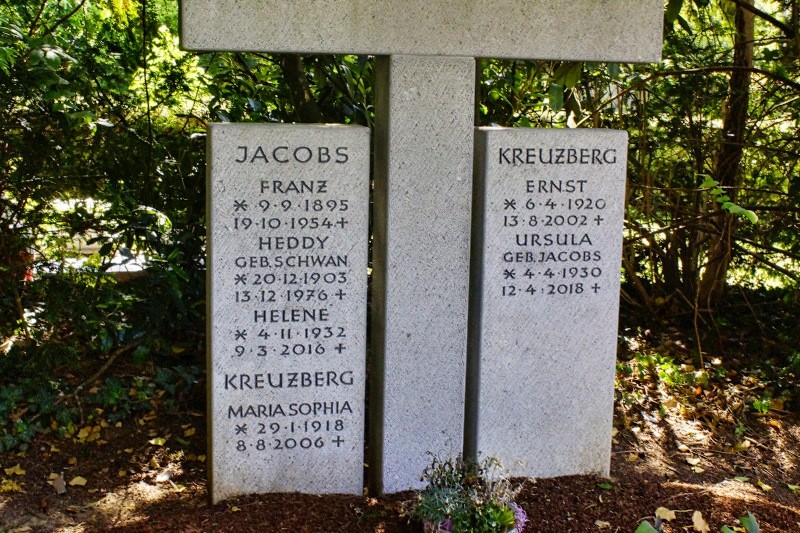 JACOBS
FRANZ
* 9·9·1895
19·10·1954 +
HEDDY
GEB. SCHWAN
* 20·12·1903
13·12·1976 +
HELENE
* 4·11·1932
9·3·2016 +
KREUZBERG
MARIA SOPHIA
* 29·1·1918
8·8·2006 +
KREUZBERG
ERNST
* 6·4·1920
13·8·2002 +
URSULA
GEB. JACOBS
* 4·4·1930
12·4·2018 +